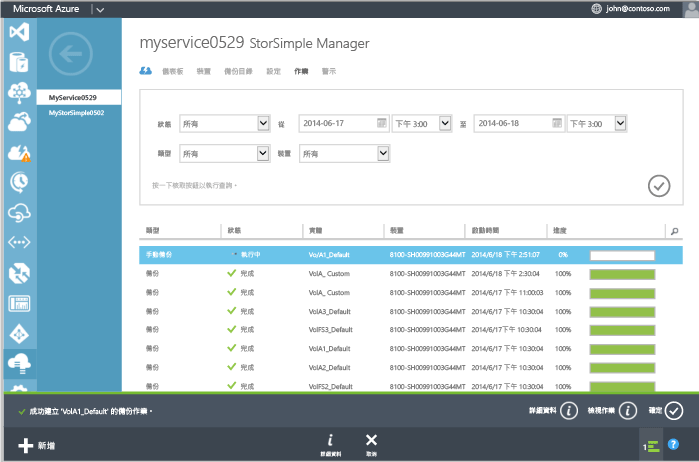 Microsoft Azure john@contoso.com
myservice0529 StorSimple Manager
儀表板 裝置 備份目錄 設定 作業 警示
MyService0529
MyStorSimple0502
狀態 所有 從 2014-06-17 下午 3:00 至 2014-06-18 下午 3:00
類型 所有 裝置 所有
按一下核取按鈕以執行查詢。
類型 狀態 實體 裝置 啟動時間 進度
手動備份 執行中 VolA1_Default 8100-SH00991003G44MT 2014/6/18 下午 2:51:07 0%
備份 完成 VolA_ Custom 8100-SH00991003G44MT 2014/6/18 下午 2:30:04 100%
備份 完成 VolA_ Custom 8100-SH00991003G44MT 2014/6/17 下午 11:00:03 100%
備份 完成 VolA3_Default 8100-SH00991003G44MT 2014/6/17 下午 10:30:04 100%
備份 完成 VolFS3_Default 8100-SH00991003G44MT 2014/6/17下午 10:30:04 100%
備份 完成 VolA1_Default 8100-SH00991003G44MT 2014/6/17 下午 10:30:04 100%
備份 完成 VolA2_Default 8100-SH00991003G44MT 2014/6/17 下午 10:30:04 100%
備份 完成 VolFS2_Default 8100-SH00991003G44MT 2014/6/17 下午 10:30:04 100%
成功建立 'VolA1_Default' 的備份作業。 詳細資料 檢視作業 確定
新增 詳細資料 取消 1